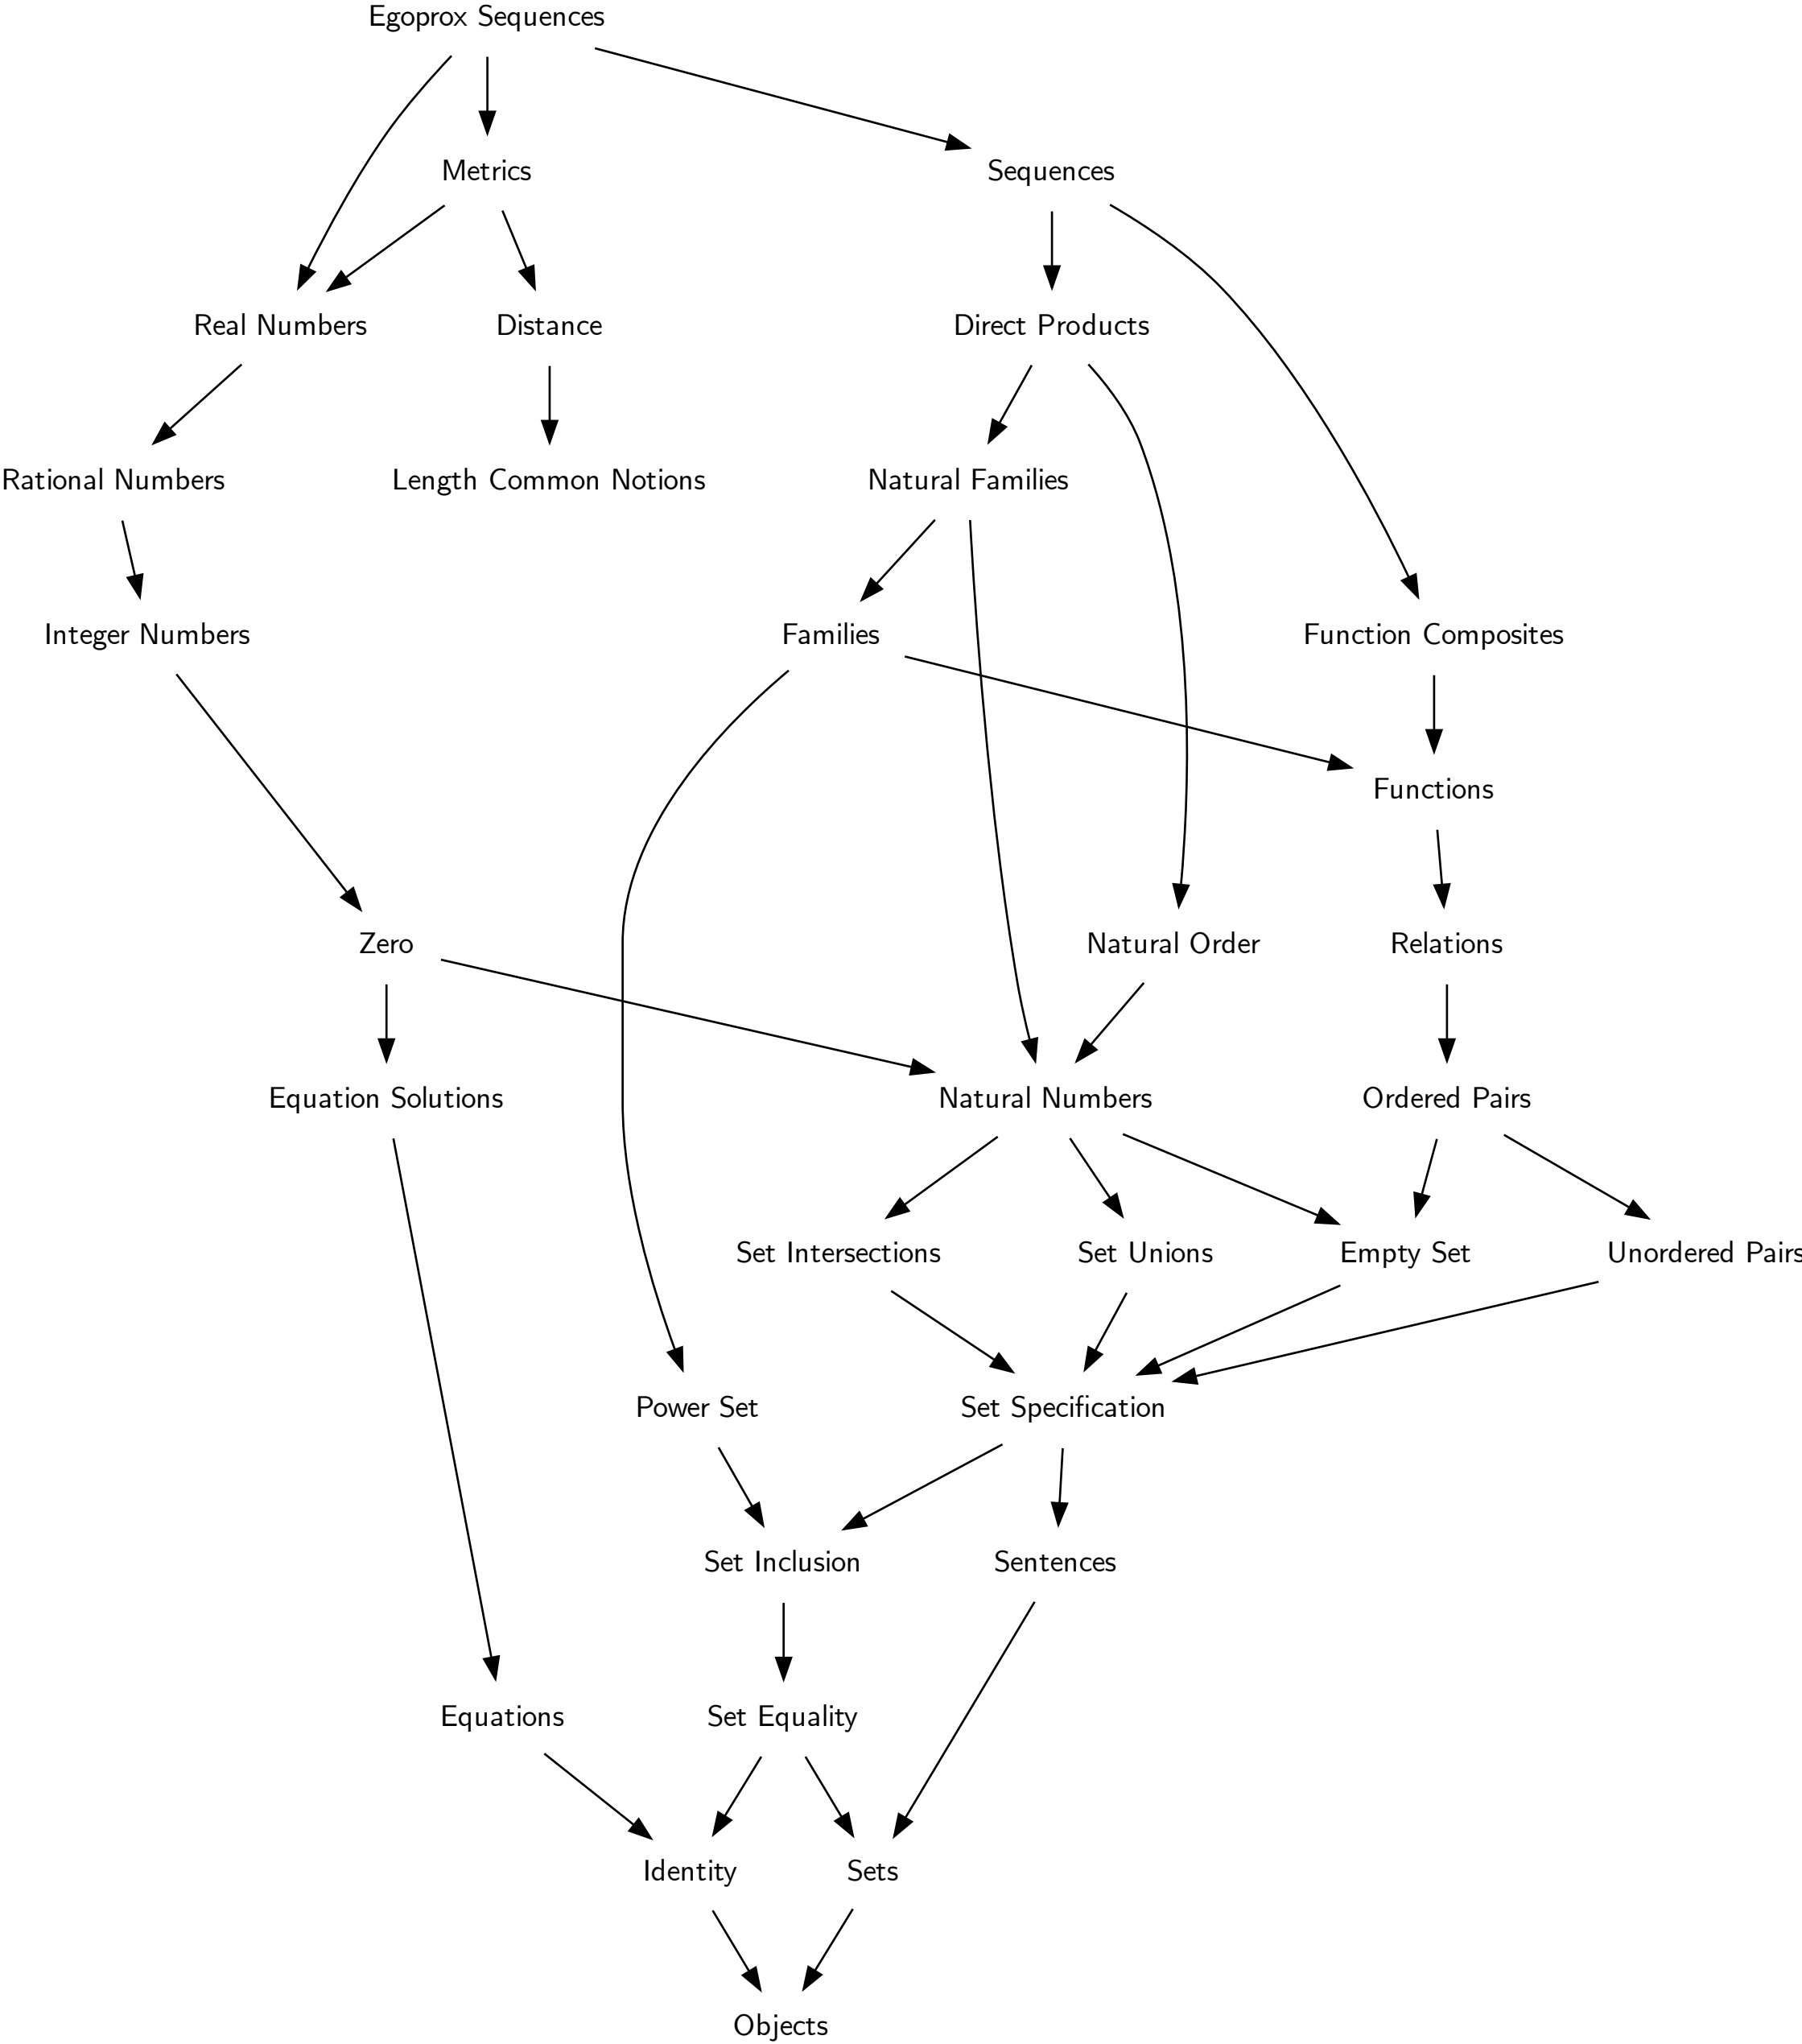 Egoprox Sequences
Metrics
Sequences
Real Numbers
Distance
Direct Products
Rational Numbers
Length Common Notions
Natural Families
Integer Numbers
Families
Function Composites
Functions
Zero
Natural Order
Relations
Equation Solutions
Natural Numbers
Ordered Pairs
Set Intersections
Set Unions
Empty Set
Unordered Pairs
Power Set
Set Specification
Set Inclusion
Sentences
Equations
Set Equality
Identity
Sets
Objects